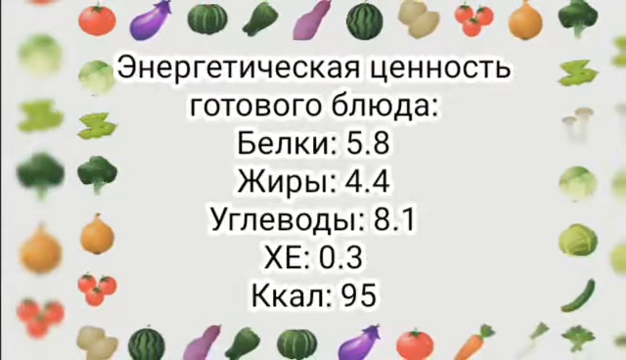 Энергетическая ценность
готового блюда:
Белки: 5.8
Жиры: 4.4
Углеводы: 8.1
ХЕ: 0.3
Ккал: 95